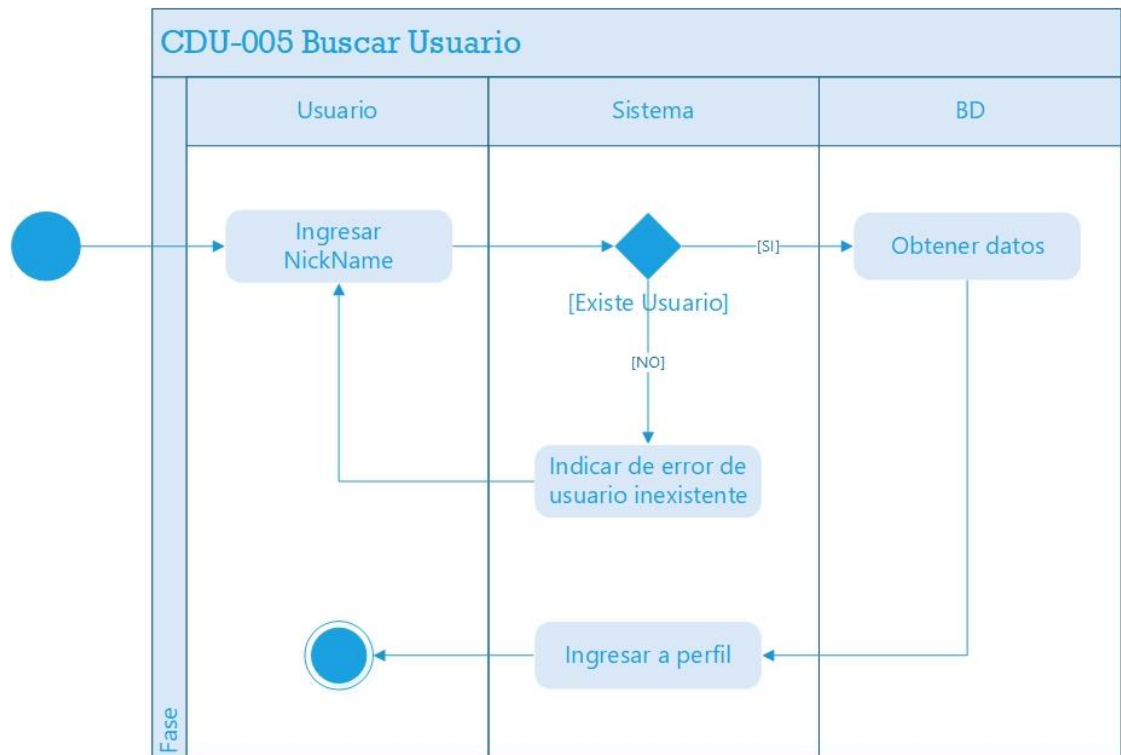 CDU-005 Buscar Usuario
Usuario
Sistema
BD
Ingresar
NickName
[SI]
Obtener datos
[Existe Usuario]
[NO]
Indicar de error de
usuario inexistente
Ingresar a perfil
Fase